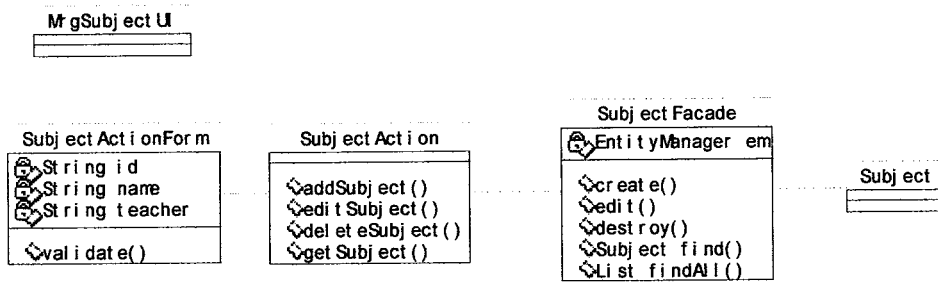 MrgSubjectUI
SubjectActionForm
String id
String name
String teacher
validate()
SubjectAction
addSubject()
editSubject()
deleteSubject()
getSubject()
SubjectFacade
EntityManager em
create()
edit()
destroy()
Subject find()
List findAll()
Subject